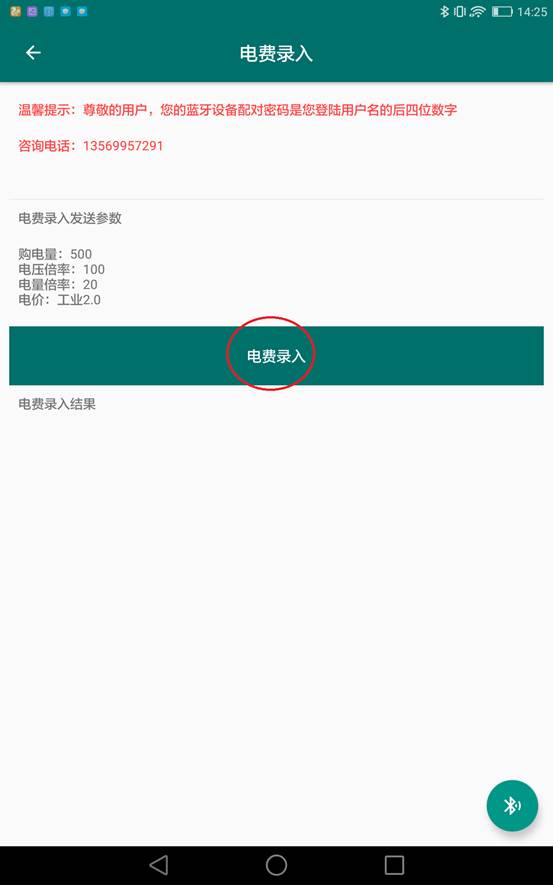 14:25
电费录入
温馨提示：尊敬的用户，您的蓝牙设备配对密码是您登陆用户名的后四位数字
咨询电话：13569957291
电费录入发送参数
购电量：500
电压倍率：100
电量倍率：20
电价：工业2.0
电费录入
电费录入结果